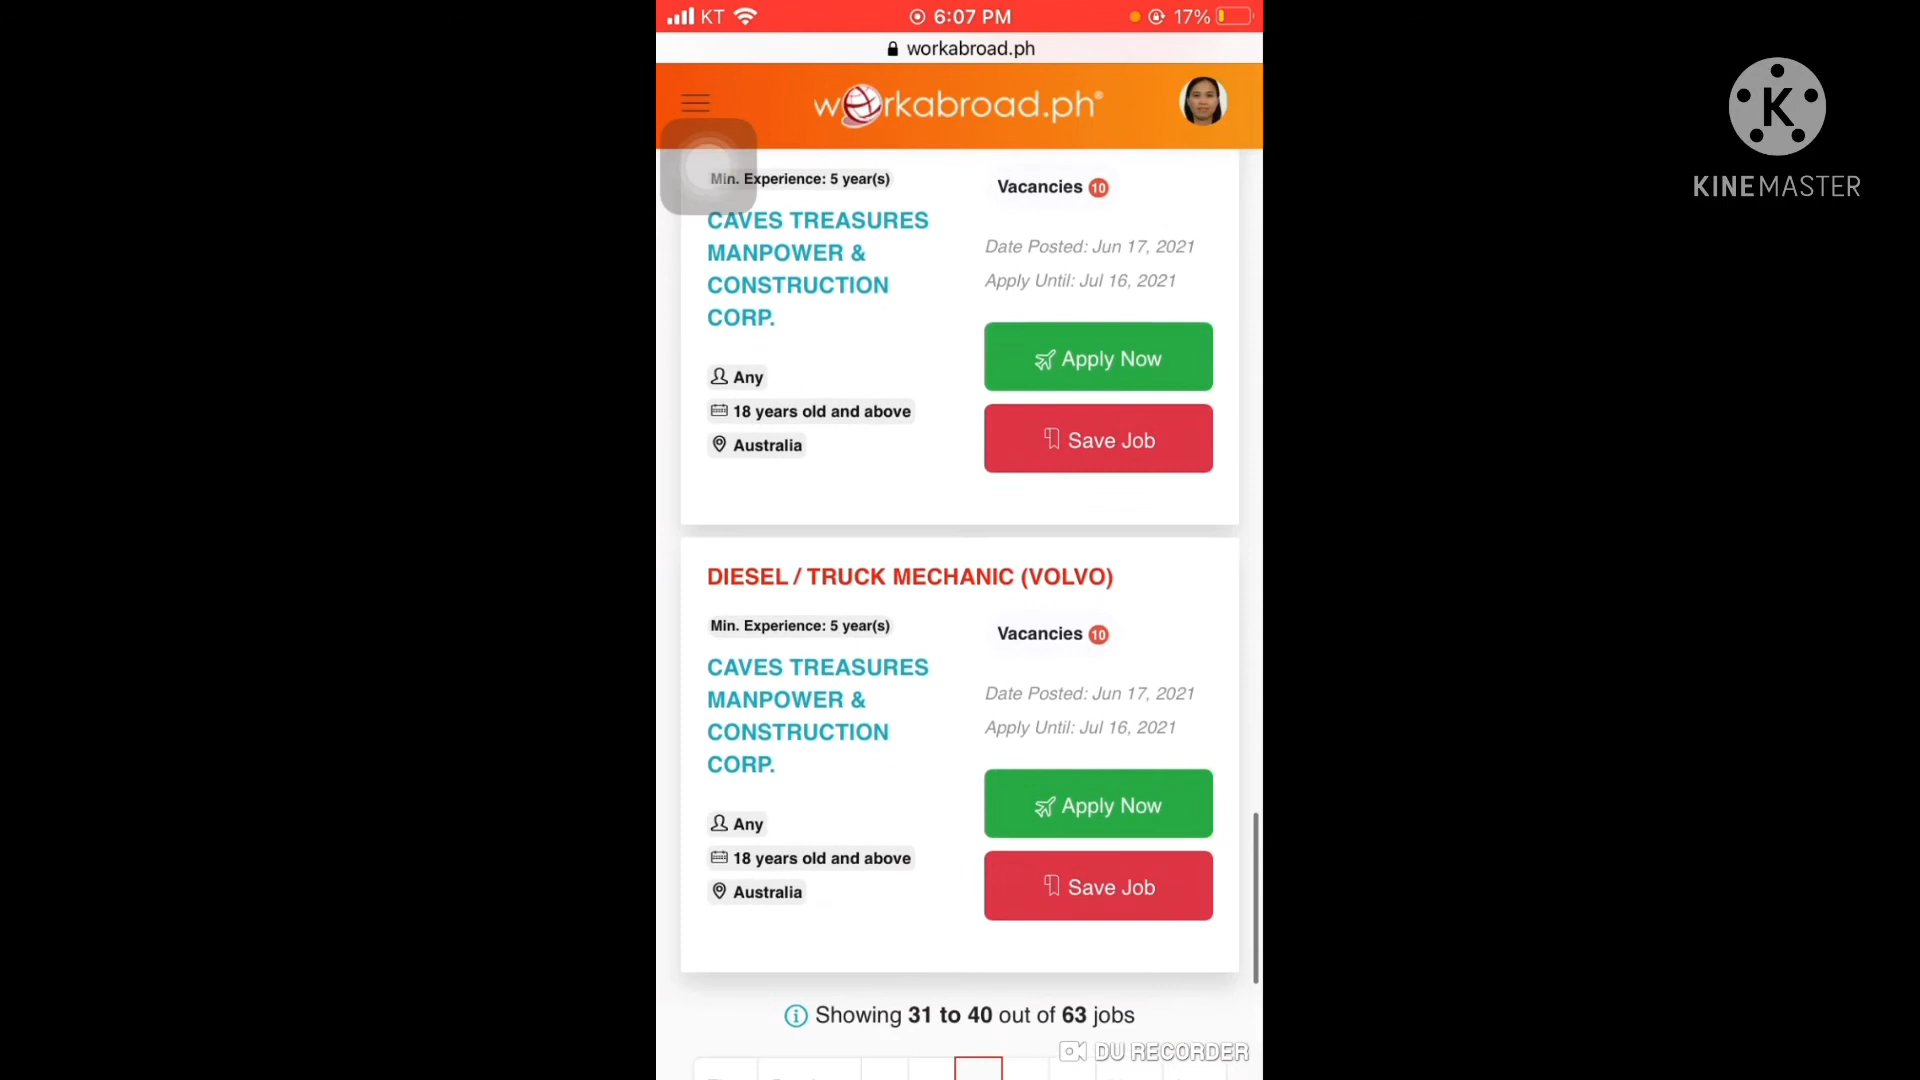 KT 6:07 PM 17%
workabroad.ph
workabroad.ph®
K
KINEMASTER
Min. Experience: 5 year(s)
CAVES TREASURES
MANPOWER &
CONSTRUCTION
CORP.
Any
18 years old and above
Australia
Vacancies 10
Date Posted: Jun 17, 2021
Apply Until: Jul 16, 2021
Apply Now
Save Job
DIESEL / TRUCK MECHANIC (VOLVO)
Min. Experience: 5 year(s)
CAVES TREASURES
MANPOWER &
CONSTRUCTION
CORP.
Any
18 years old and above
Australia
Vacancies 10
Date Posted: Jun 17, 2021
Apply Until: Jul 16, 2021
Apply Now
Save Job
Showing 31 to 40 out of 63 jobs
DU RECORDER